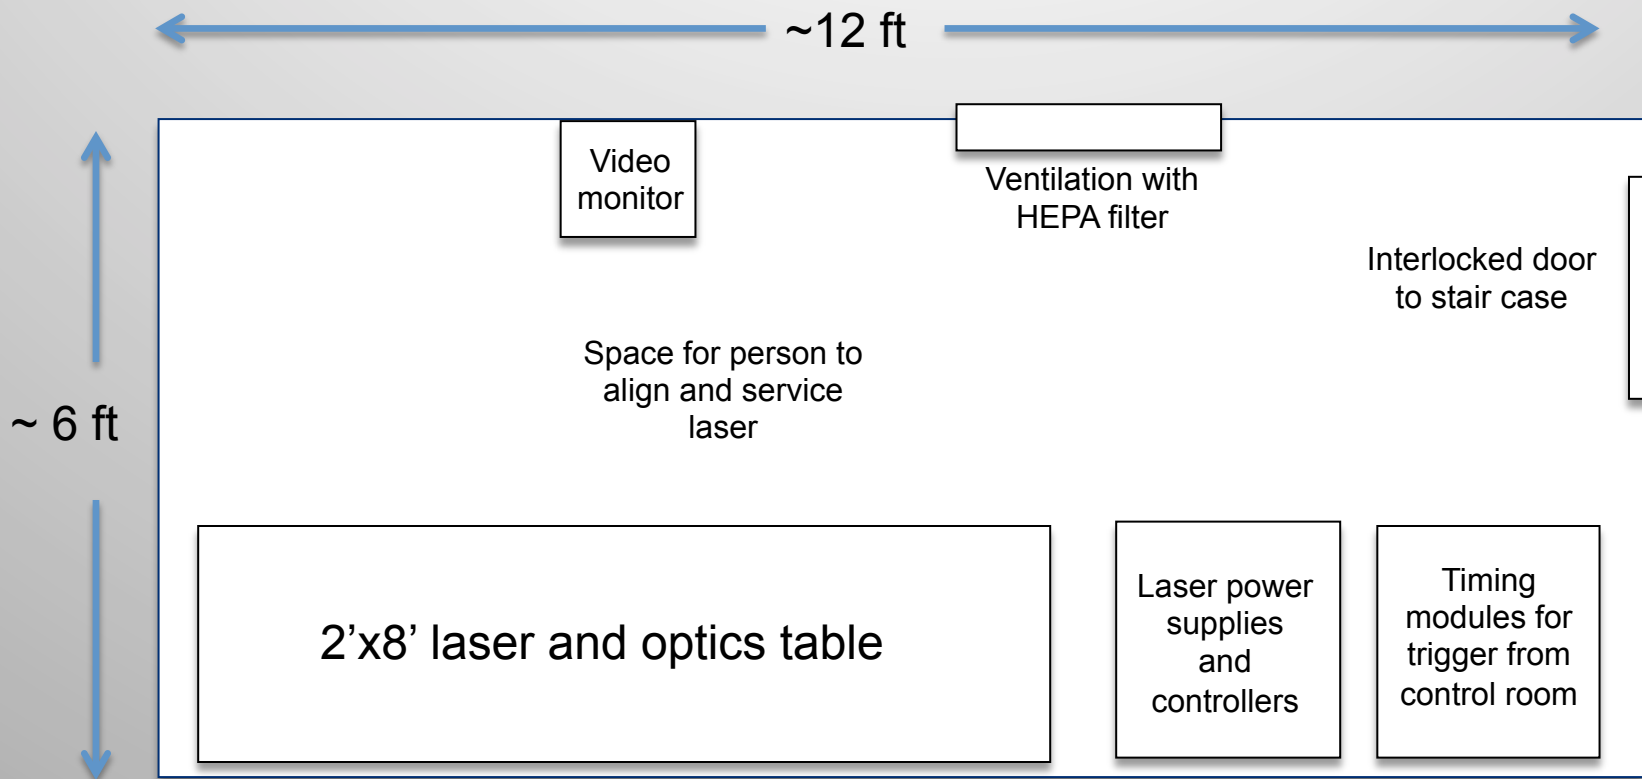 ~12 ft
Video
monitor
Ventilation with
HEPA filter
Interlocked door
to stair case
Space for person to
align and service
laser
~ 6 ft
2’x8’ laser and optics table
Laser power
supplies
and
controllers
Timing
modules for
trigger from
control room